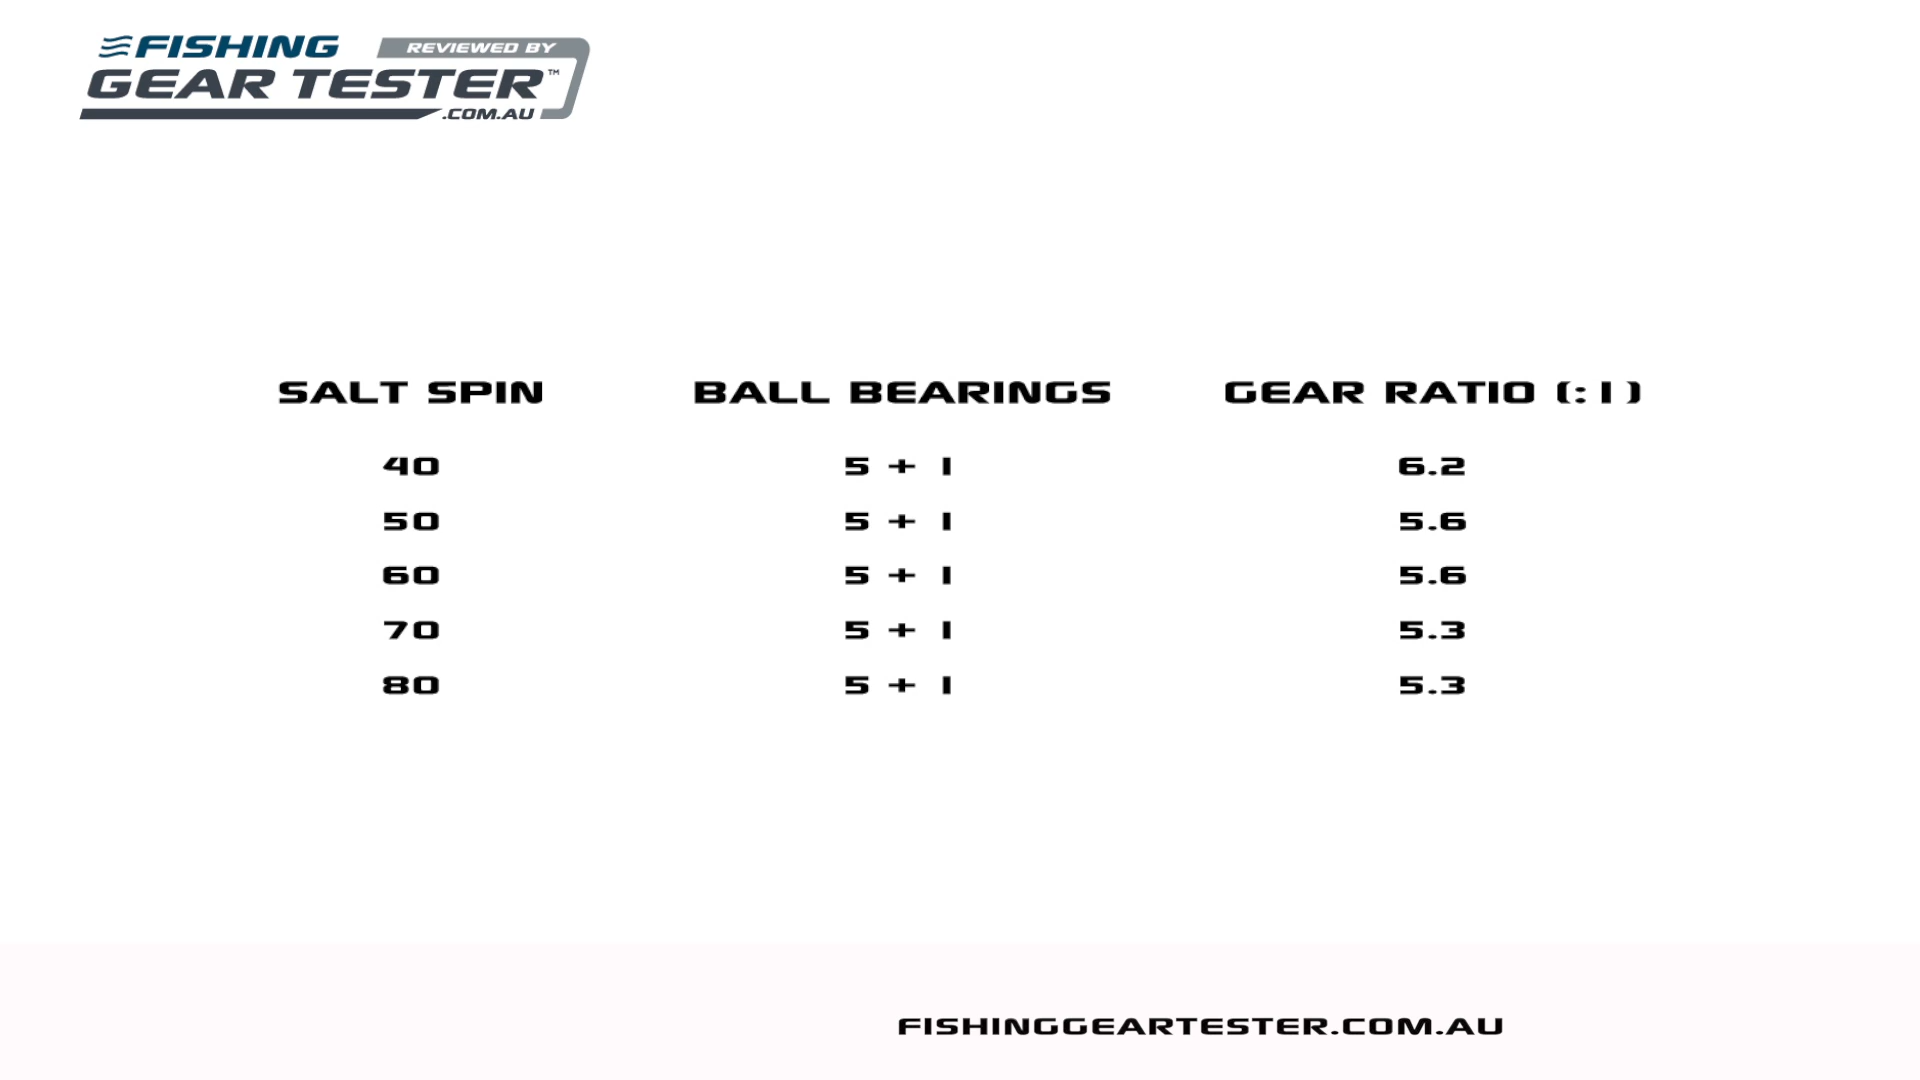 FISHING REVIEWED BY
GEAR TESTER™
.COM.AU
SALT SPIN BALL BEARINGS GEAR RATIO (:1)
40 5 + 1 6.2
50 5 + 1 5.6
60 5 + 1 5.6
70 5 + 1 5.3
80 5 + 1 5.3
FISHINGGEARTESTER.COM.AU